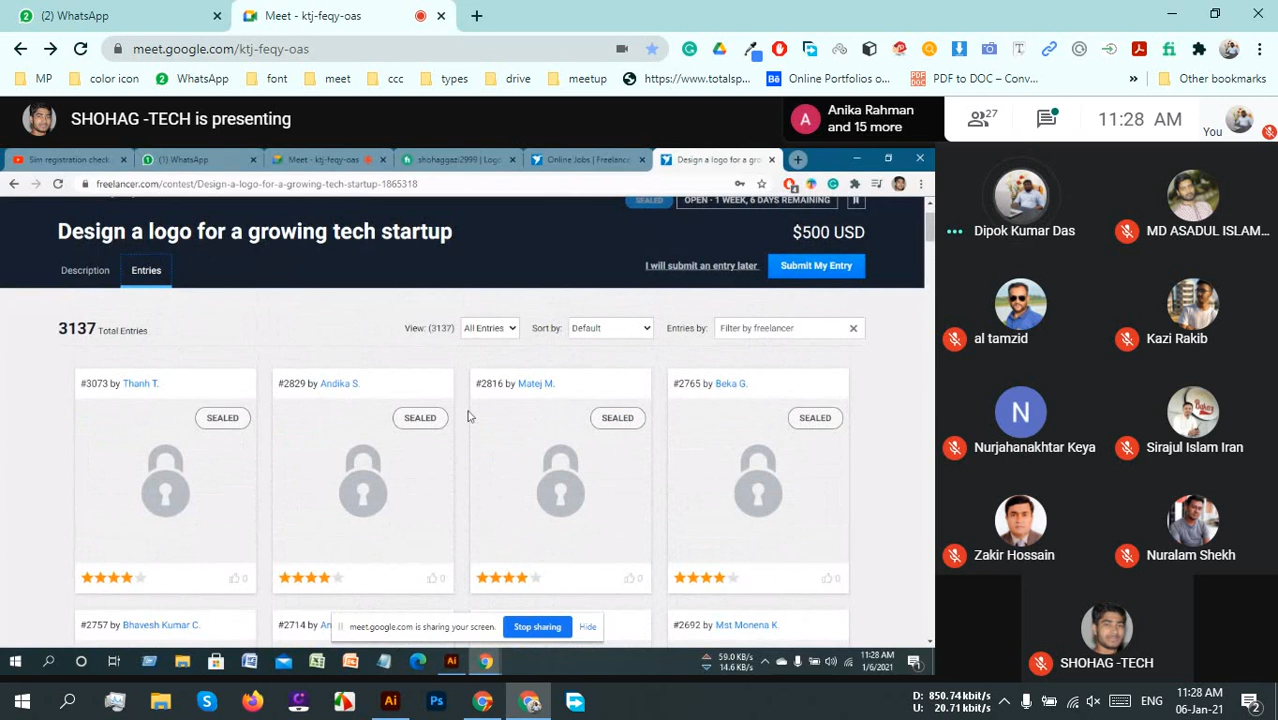 (2) WhatsApp
Meet - ktj-feqy-oas
meet.google.com/ktj-feqy-oas
MP
color icon
WhatsApp
font
meet
ccc
types
drive
meetup
https://www.totalsp...
Online Portfolios o...
PDF to DOC – Conv...
»
Other bookmarks
SHOHAG -TECH is presenting
A
Anika Rahman
and 15 more
27
11:28 AM
You
Sim registration check
(1) WhatsApp
Meet - ktj-feqy-oas
shohaggazi2999 | Logo
Online Jobs | Freelancer
Design a logo for a gro
freelancer.com/contest/Design-a-logo-for-a-growing-tech-startup-1865318
SEALED
OPEN · 1 WEEK, 6 DAYS REMAINING
Design a logo for a growing tech startup
$500 USD
Description
Entries
I will submit an entry later
Submit My Entry
3137 Total Entries
View: (3137)
All Entries
Sort by:
Default
Entries by:
Filter by freelancer
#3073 by Thanh T.
#2829 by Andika S.
#2816 by Matej M.
#2765 by Beka G.
SEALED
SEALED
SEALED
SEALED
0
0
0
0
#2757 by Bhavesh Kumar C.
#2714 by An
#2692 by Mst Monena K.
meet.google.com is sharing your screen.
Stop sharing
Hide
59.0 KB/s
14.6 KB/s
11:28 AM
1/6/2021
Dipok Kumar Das
MD ASADUL ISLAM...
al tamzid
Kazi Rakib
N
Nurjahanakhtar Keya
Sirajul Islam Iran
Zakir Hossain
Nuralam Shekh
SHOHAG -TECH
D: 850.74 kbit/s
U: 20.71 kbit/s
ENG
11:28 AM
06-Jan-21
2